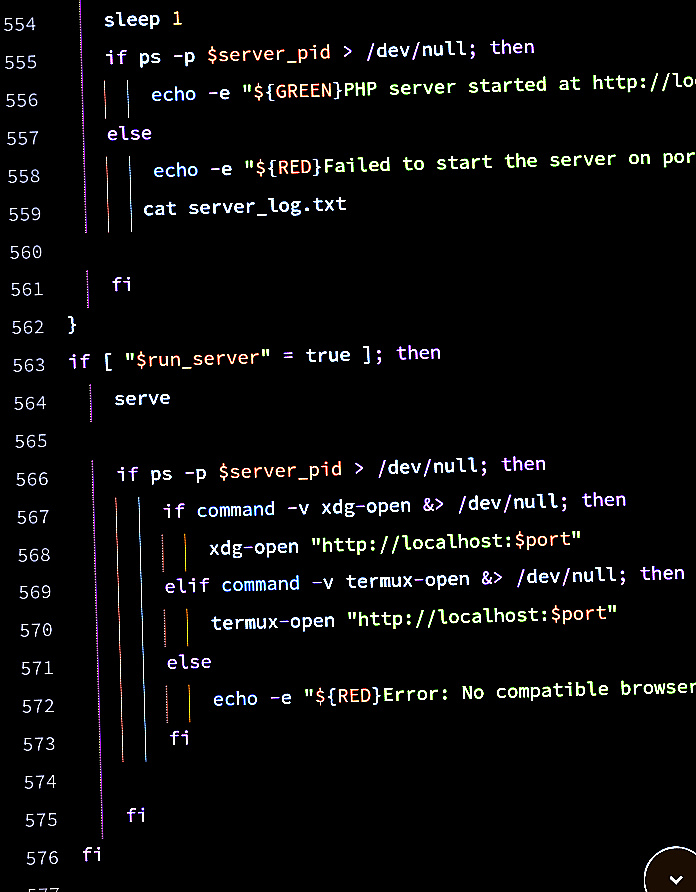 554 sleep 1
555 if ps -p $server_pid > /dev/null; then
556 echo -e "${GREEN}PHP server started at http://lo
557 else
558 echo -e "${RED}Failed to start the server on por
559 cat server_log.txt
560
561 fi
562 }
563 if [ "$run_server" = true ]; then
564 serve
565
566 if ps -p $server_pid > /dev/null; then
567 if command -v xdg-open &> /dev/null; then
568 xdg-open "http://localhost:$port"
569 elif command -v termux-open &> /dev/null; then
570 termux-open "http://localhost:$port"
571 else
572 echo -e "${RED}Error: No compatible browser
573 fi
574
575 fi
576 fi